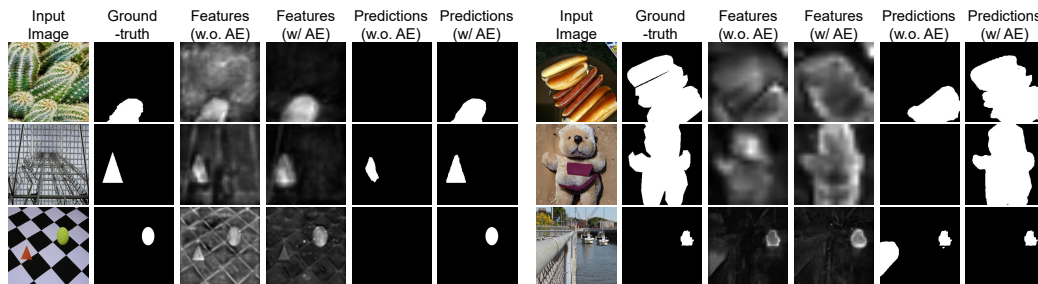 Input Ground Features Features Predictions Predictions Input Ground Features Features Predictions Predictions
Image -truth (w.o. AE) (w/ AE) (w.o. AE) (w/ AE) Image -truth (w.o. AE) (w/ AE) (w.o. AE) (w/ AE)